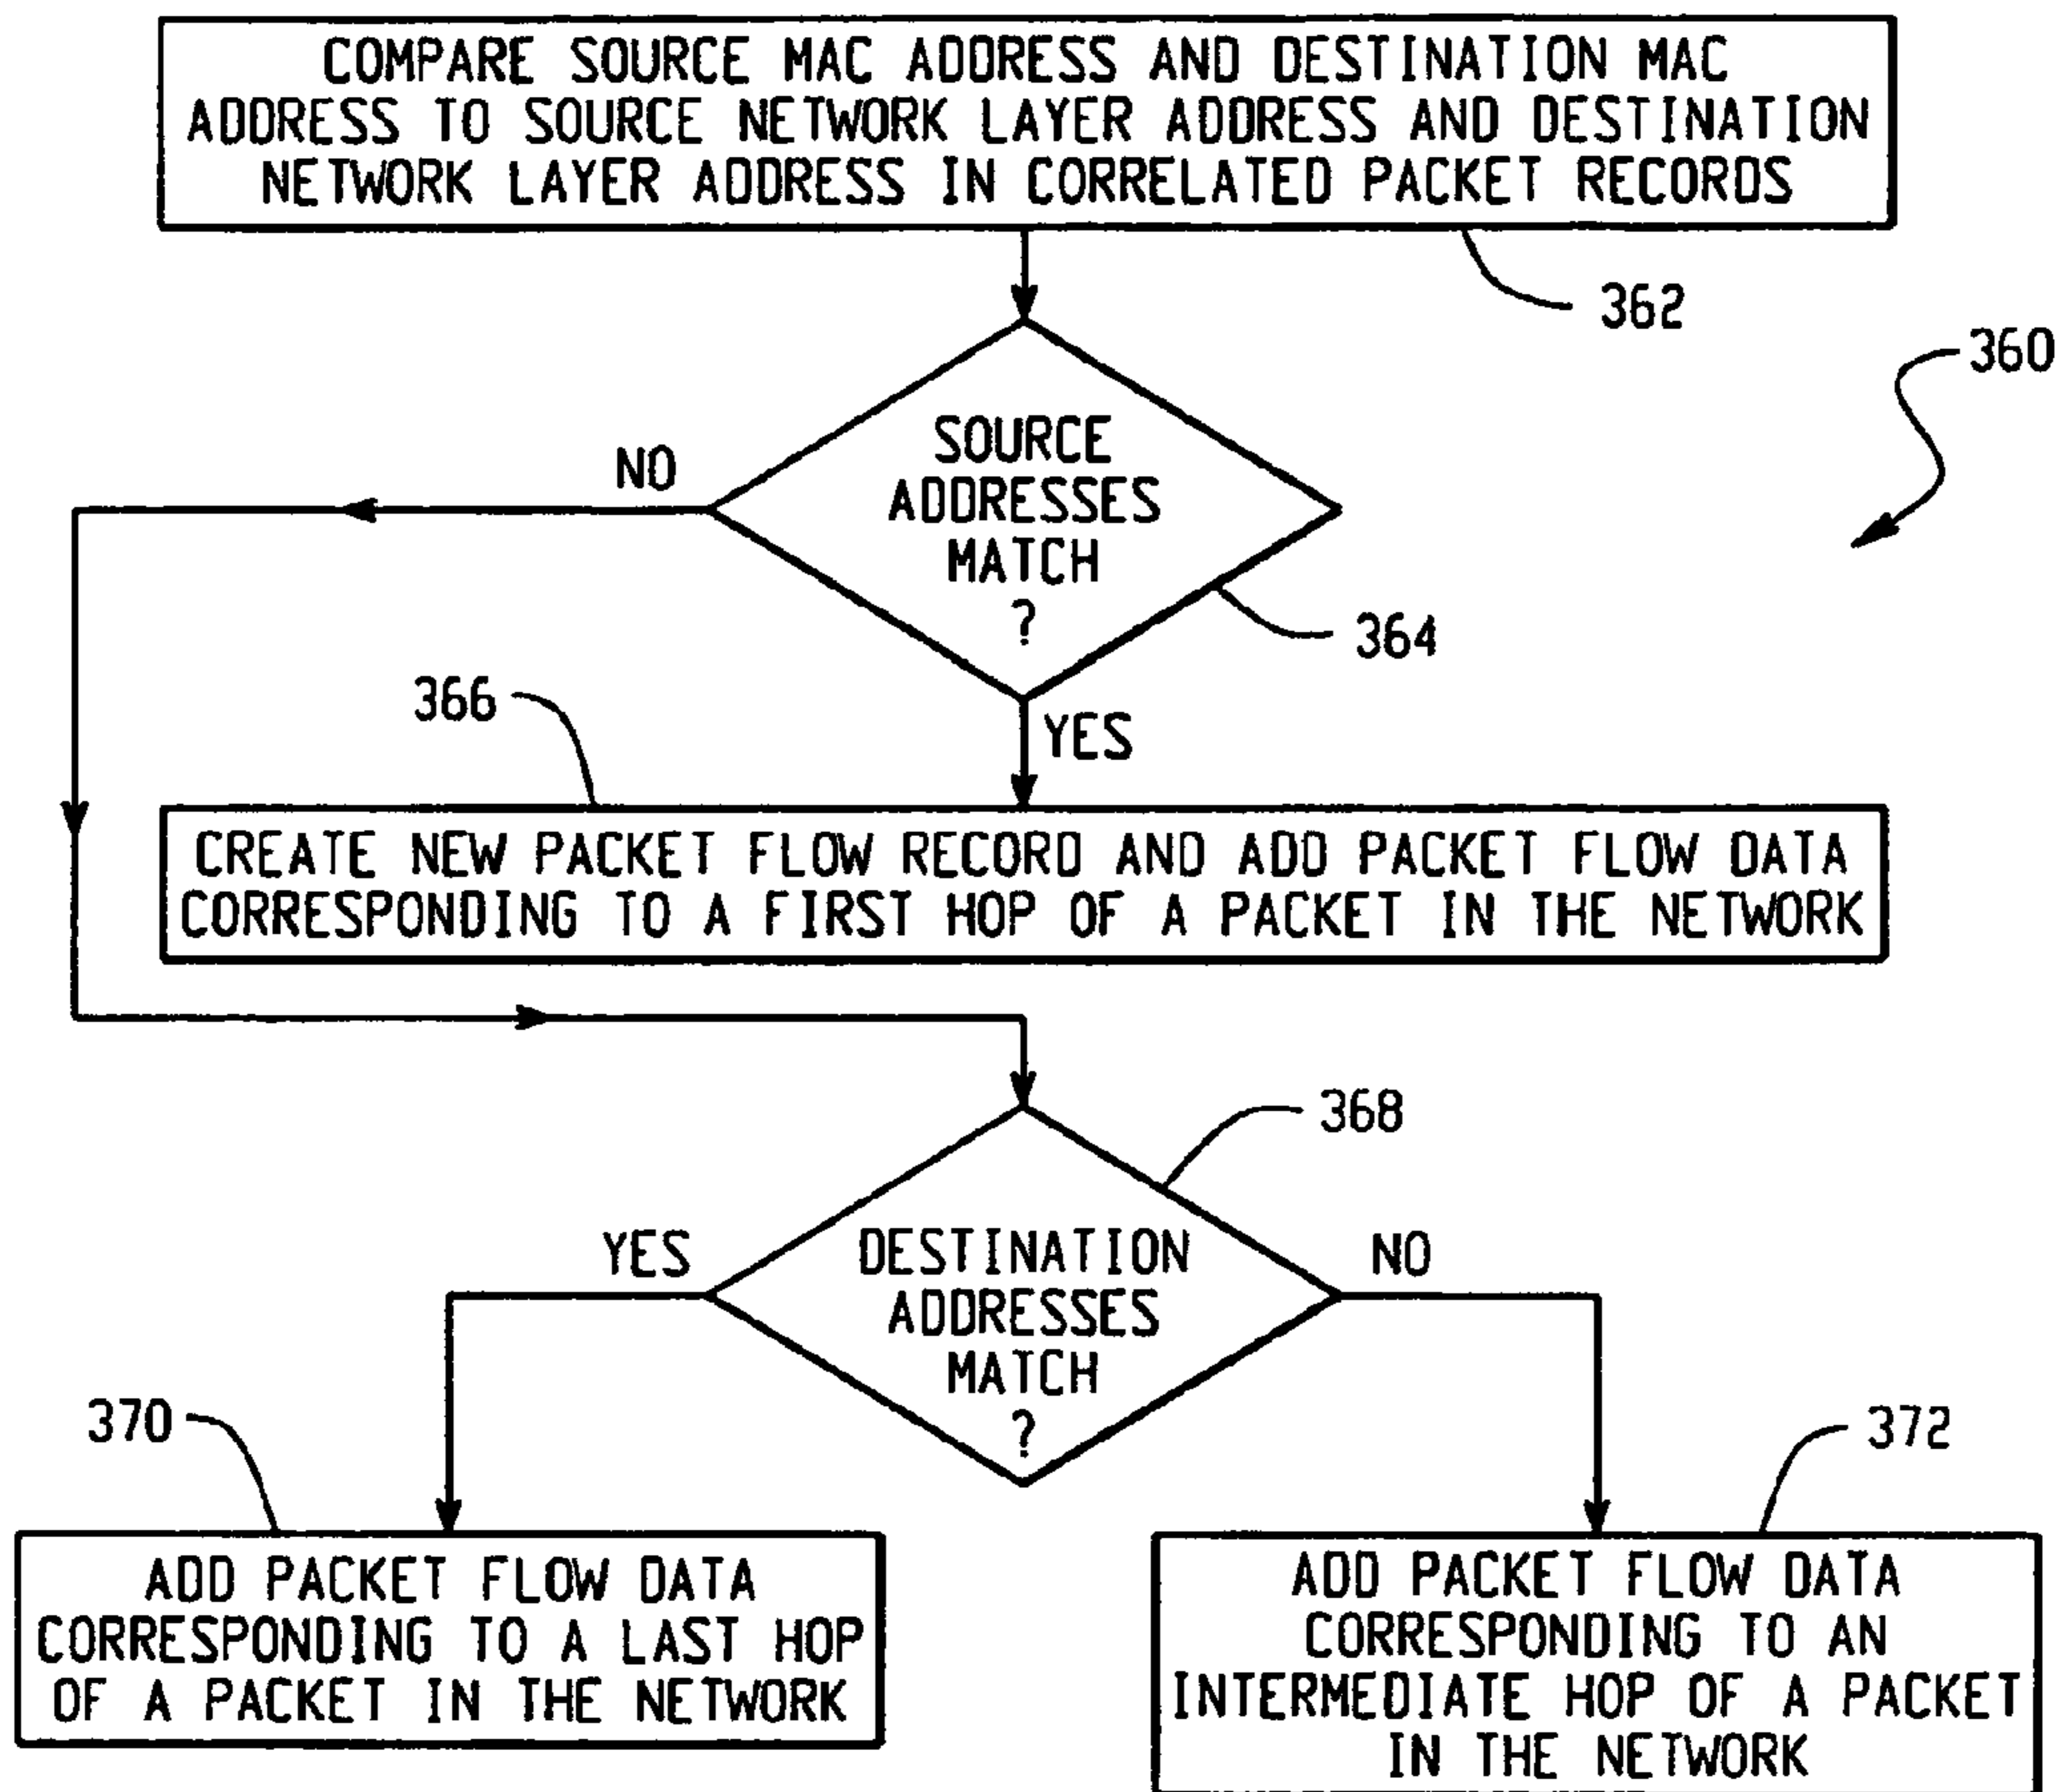 COMPARE SOURCE MAC ADDRESS AND DESTINATION MAC
ADDRESS TO SOURCE NETWORK LAYER ADDRESS AND DESTINATION
NETWORK LAYER ADDRESS IN CORRELATED PACKET RECORDS
362
360
SOURCE
ADDRESSES
MATCH
?
NO
364
366
YES
CREATE NEW PACKET FLOW RECORD AND ADD PACKET FLOW DATA
CORRESPONDING TO A FIRST HOP OF A PACKET IN THE NETWORK
368
DESTINATION
ADDRESSES
MATCH
?
YES
NO
370
372
ADD PACKET FLOW DATA
CORRESPONDING TO A LAST HOP
OF A PACKET IN THE NETWORK
ADD PACKET FLOW DATA
CORRESPONDING TO AN
INTERMEDIATE HOP OF A PACKET
IN THE NETWORK